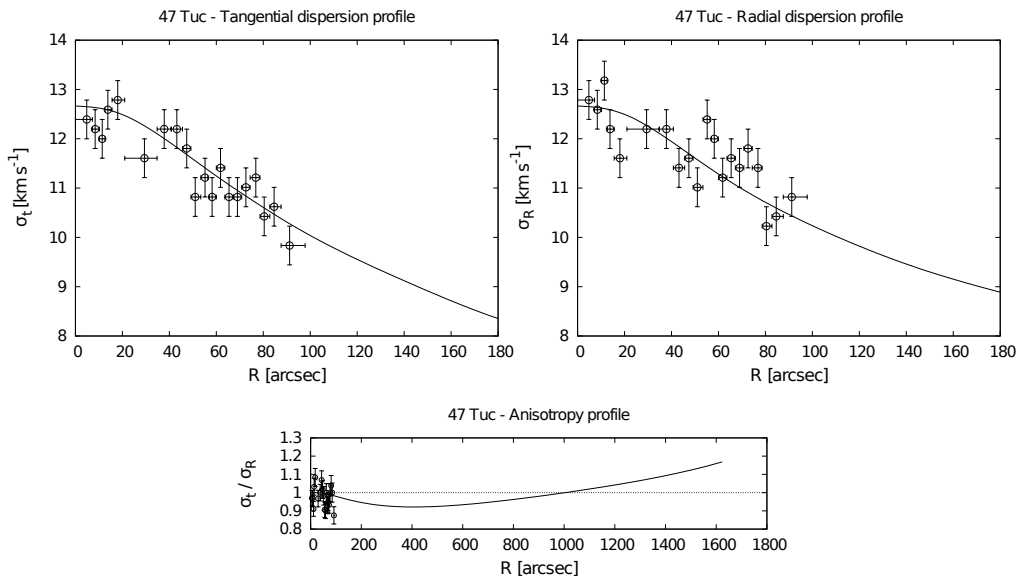 47 Tuc - Tangential dispersion profile
14
13
12
11
10
9
8
σt [km s-1]
0 20 40 60 80 100 120 140 160 180
R [arcsec]
47 Tuc - Radial dispersion profile
14
13
12
11
10
9
8
σR [km s-1]
0 20 40 60 80 100 120 140 160 180
R [arcsec]
47 Tuc - Anisotropy profile
1.3
1.2
1.1
1
0.9
0.8
σt / σR
0 200 400 600 800 1000 1200 1400 1600 1800
R [arcsec]